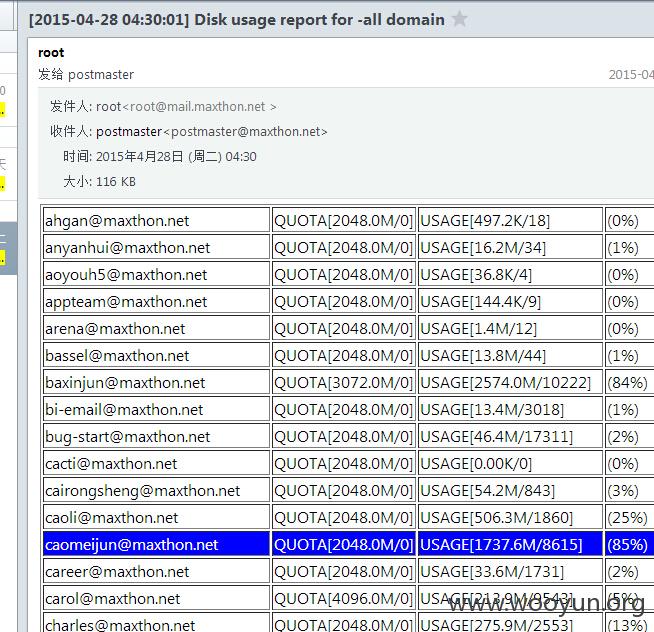 [2015-04-28 04:30:01] Disk usage report for -all domain
root
发给 postmaster 2015-04
发件人: root<root@mail.maxthon.net >
收件人: postmaster<postmaster@maxthon.net>
时间: 2015年4月28日 (周二) 04:30
大小: 116 KB
ahgan@maxthon.net QUOTA[2048.0M/0] USAGE[497.2K/18] (0%)
anyanhui@maxthon.net QUOTA[2048.0M/0] USAGE[16.2M/34] (1%)
aoyouh5@maxthon.net QUOTA[2048.0M/0] USAGE[36.8K/4] (0%)
appteam@maxthon.net QUOTA[2048.0M/0] USAGE[144.4K/9] (0%)
arena@maxthon.net QUOTA[2048.0M/0] USAGE[1.4M/12] (0%)
bassel@maxthon.net QUOTA[2048.0M/0] USAGE[13.8M/44] (1%)
baxinjun@maxthon.net QUOTA[3072.0M/0] USAGE[2574.0M/10222] (84%)
bi-email@maxthon.net QUOTA[2048.0M/0] USAGE[13.4M/3018] (1%)
bug-start@maxthon.net QUOTA[2048.0M/0] USAGE[46.4M/17311] (2%)
cacti@maxthon.net QUOTA[2048.0M/0] USAGE[0.00K/0] (0%)
cairongsheng@maxthon.net QUOTA[2048.0M/0] USAGE[54.2M/843] (3%)
caoli@maxthon.net QUOTA[2048.0M/0] USAGE[506.3M/1860] (25%)
caomeijun@maxthon.net QUOTA[2048.0M/0] USAGE[1737.6M/8615] (85%)
career@maxthon.net QUOTA[2048.0M/0] USAGE[33.6M/1731] (2%)
carol@maxthon.net QUOTA[4096.0M/0] USAGE[213.9M/9543] (5%)
www.wooyun.org
charles@maxthon.net QUOTA[2048.0M/0] USAGE[275.9M/2553] (13%)